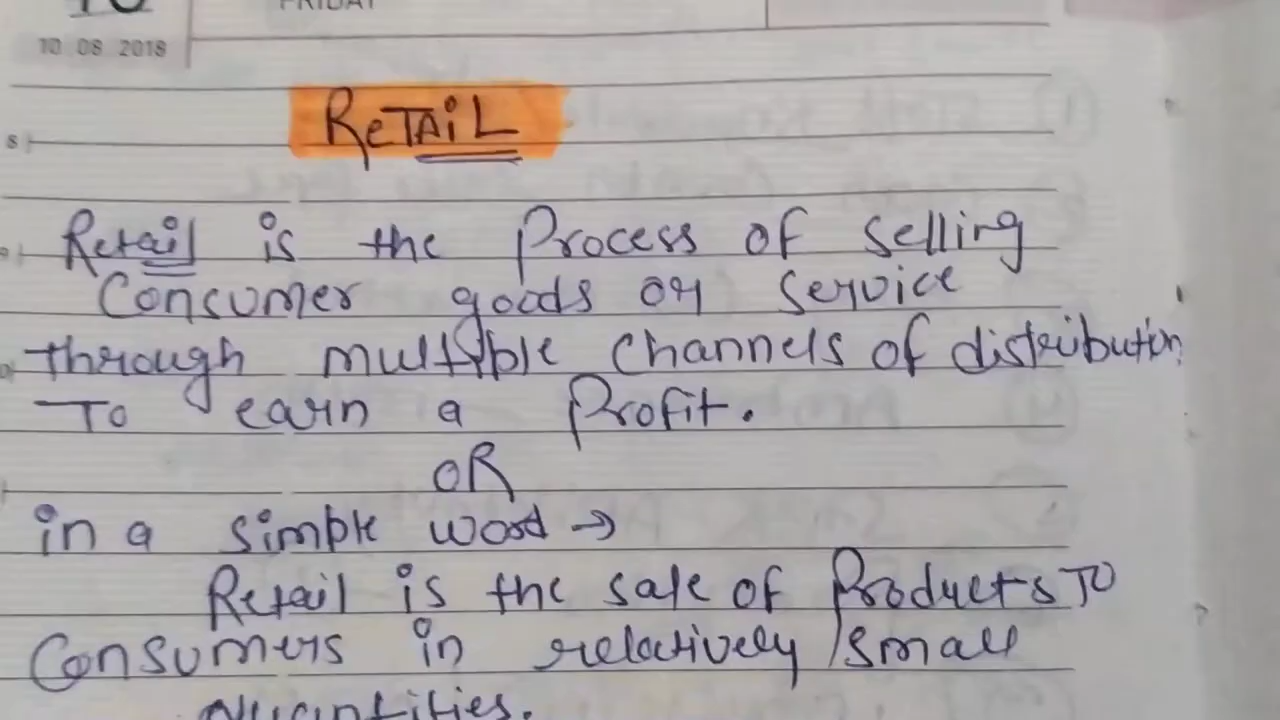 FRIDAY
10 08 2018
RETAIL
8
Retail is the Process of Selling
Consumer goods or Service
through multiple Channels of distribution
To earn a Profit.
OR
in a simple word →
Retail is the sale of Products To
Consumers in relatively small
quantities.